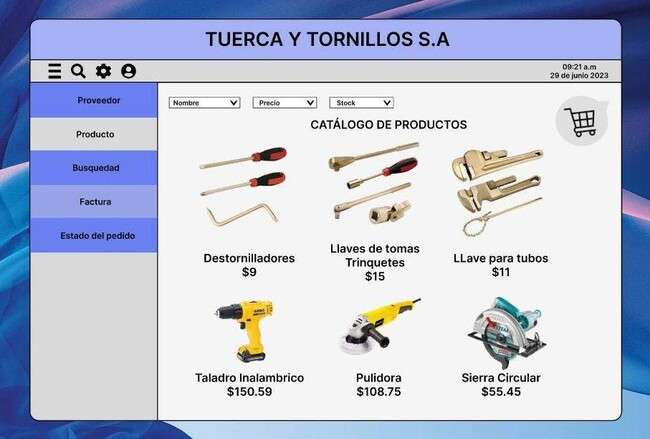 TUERCA Y TORNILLOS S.A
09:21 a.m
29 de junio 2023
Proveedor
Producto
Busquedad
Factura
Estado del pedido
Nombre
Precio
Stock
CATÁLOGO DE PRODUCTOS
Destornilladores
$9
Llaves de tomas
Trinquetes
$15
LLave para tubos
$11
Taladro Inalambrico
$150.59
Pulidora
$108.75
Sierra Circular
$55.45